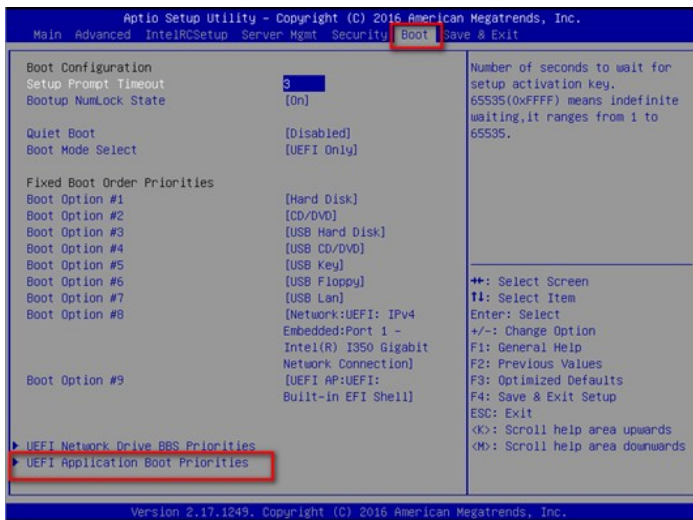 Aptio Setup Utility – Copyright (C) 2016 American Megatrends, Inc.
Main Advanced IntelRCSetup Server Mgmt Security Boot Save & Exit
Boot Configuration
Setup Prompt Timeout 3
Bootup NumLock State [On]
Quiet Boot [Disabled]
Boot Mode Select [UEFI Only]
Fixed Boot Order Priorities
Boot Option #1 [Hard Disk]
Boot Option #2 [CD/DVD]
Boot Option #3 [USB Hard Disk]
Boot Option #4 [USB CD/DVD]
Boot Option #5 [USB Key]
Boot Option #6 [USB Floppy]
Boot Option #7 [USB Lan]
Boot Option #8 [Network:UEFI: IPv4
Embedded:Port 1 –
Intel(R) I350 Gigabit
Network Connection]
Boot Option #9 [UEFI AP:UEFI:
Built-in EFI Shell]
UEFI Network Drive BBS Priorities
UEFI Application Boot Priorities
Number of seconds to wait for
setup activation key.
65535(0xFFFF) means indefinite
waiting,it ranges from 1 to
65535.
→←: Select Screen
↑↓: Select Item
Enter: Select
+/-: Change Option
F1: General Help
F2: Previous Values
F3: Optimized Defaults
F4: Save & Exit Setup
ESC: Exit
<K>: Scroll help area upwards
<M>: Scroll help area downwards
Version 2.17.1249. Copyright (C) 2016 American Megatrends, Inc.